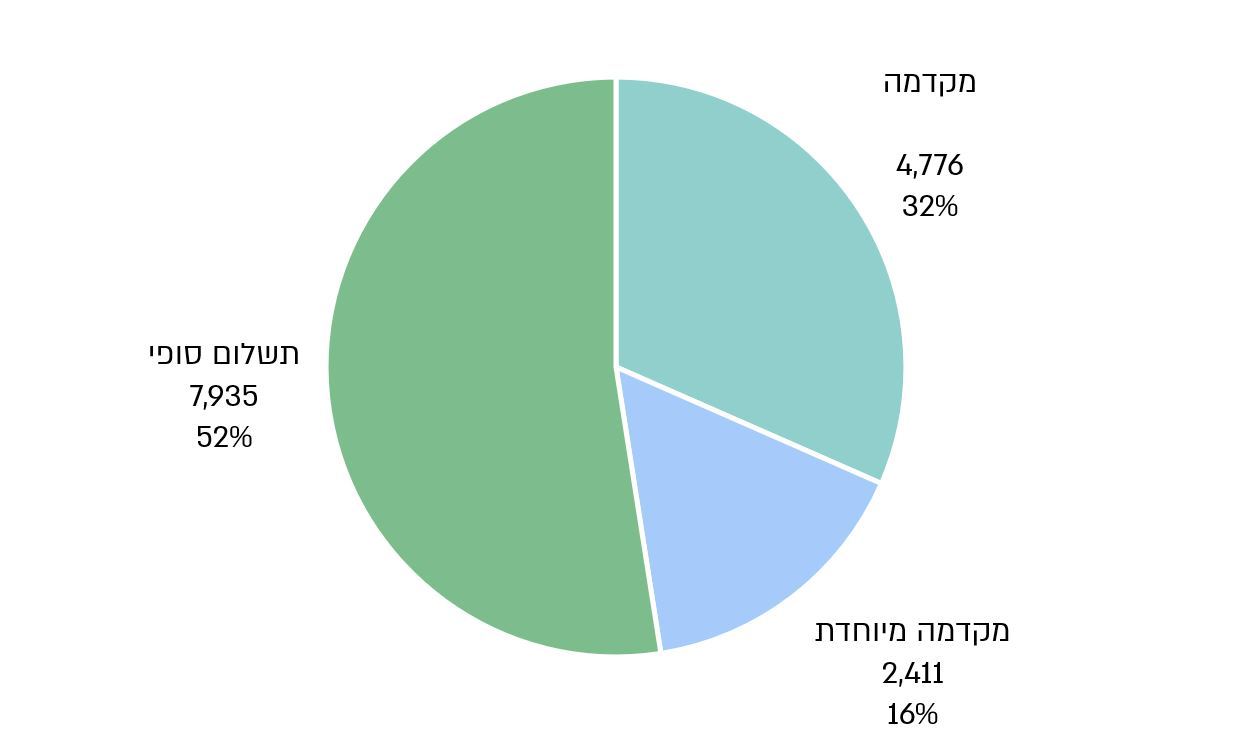 מקדמה
4,776
32%
תשלום סופי
7,935
52%
מקדמה מיוחדת
2,411
16%